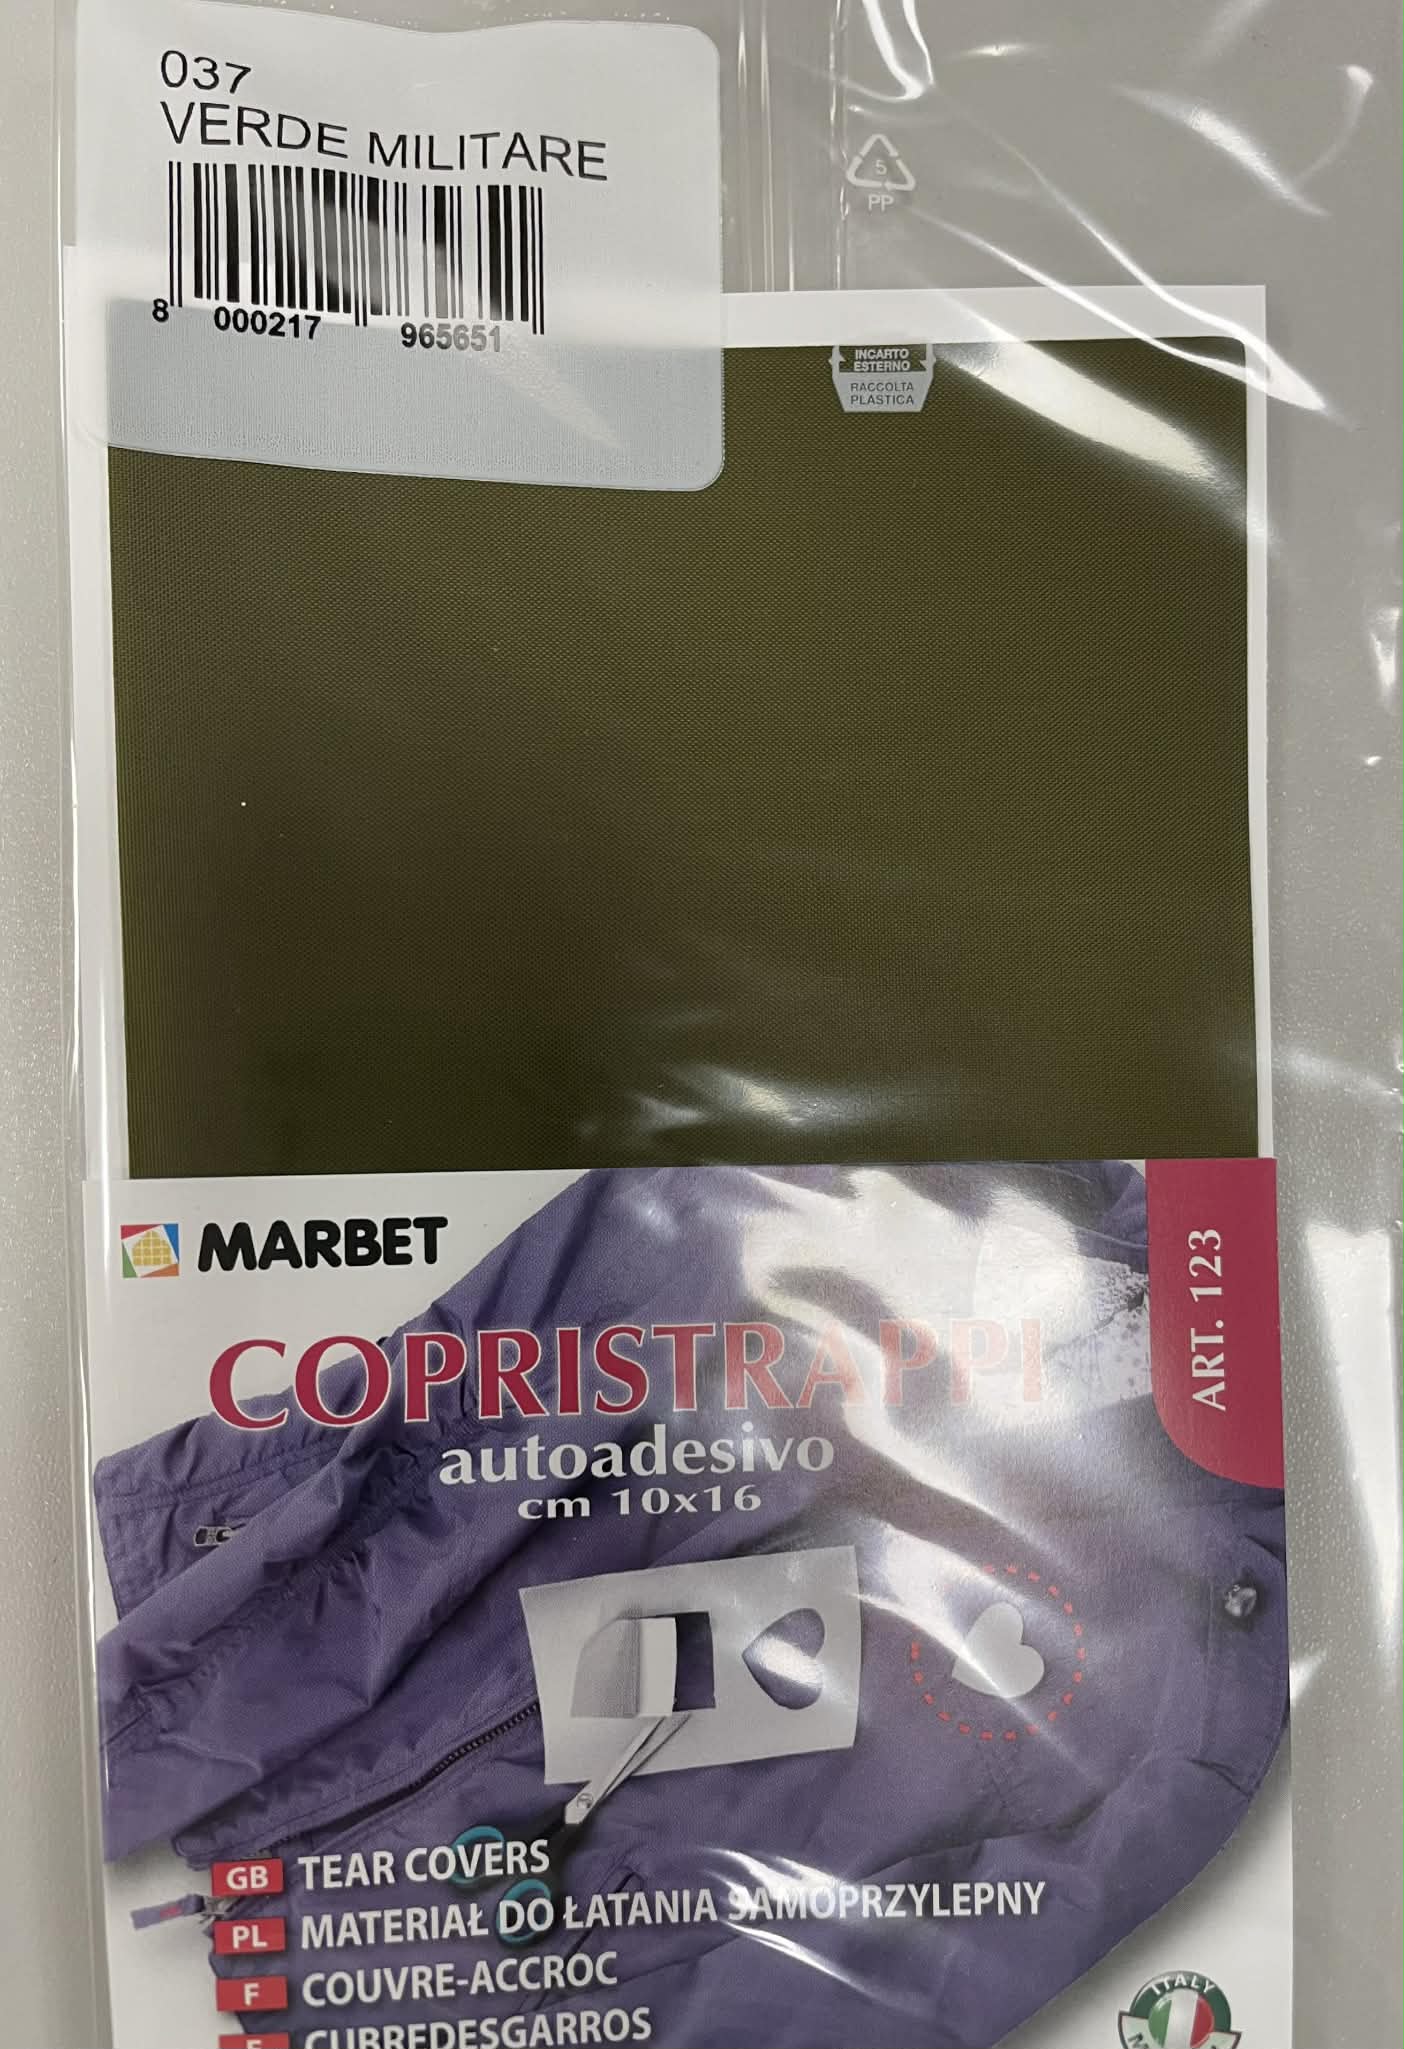 037
VERDE MILITARE
8 000217 965651
5
PP
INCARTO
ESTERNO
RACCOLTA
PLASTICA
MARBET
ART. 123
COPRISTRAPPI
autoadesivo
cm 10x16
GB TEAR COVERS
PL MATERIAŁ DO ŁATANIA SAMOPRZYLEPNY
F COUVRE-ACCROC
E CUBREDESGARROS
ITALY